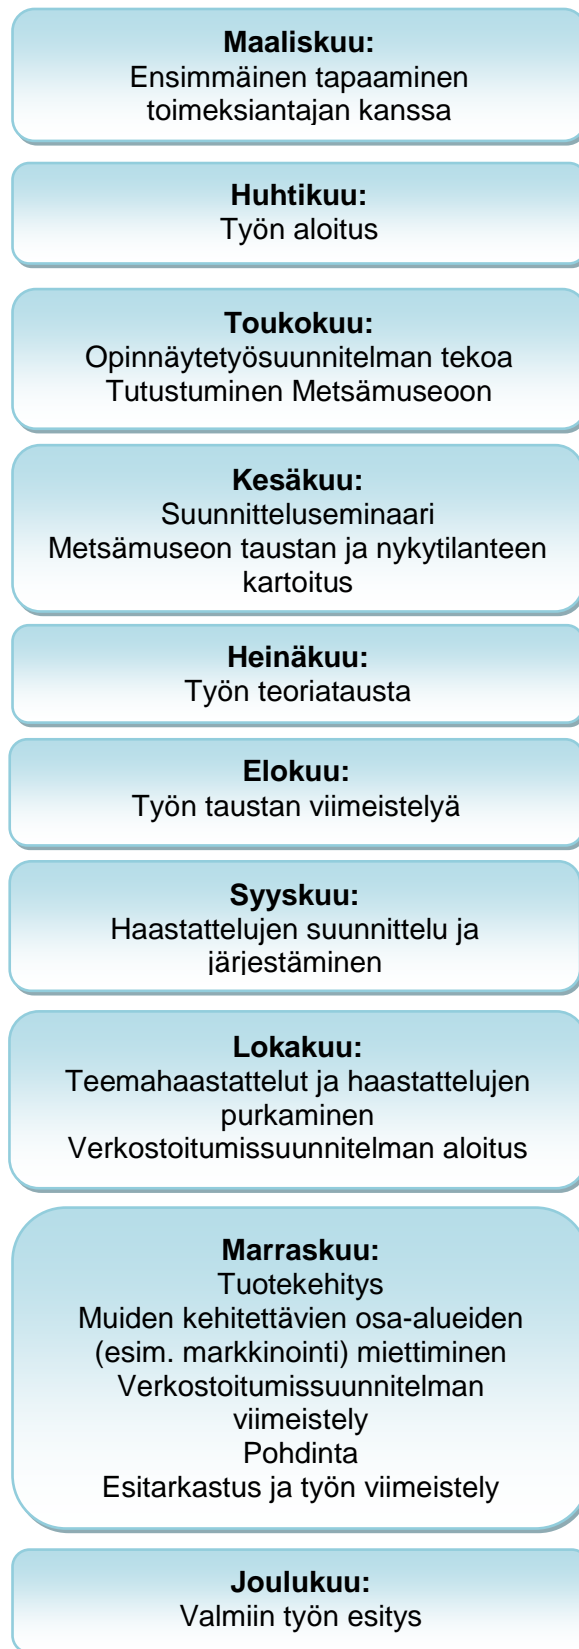 Maaliskuu:
Ensimmäinen tapaaminen
toimeksiantajan kanssa
Huhtikuu:
Työn aloitus
Toukokuu:
Opinnäytetyösuunnitelman tekoa
Tutustuminen Metsämuseoon
Kesäkuu:
Suunnitteluseminaari
Metsämuseon taustan ja nykytilanteen
kartoitus
Heinäkuu:
Työn teoriatausta
Elokuu:
Työn taustan viimeistelyä
Syyskuu:
Haastattelujen suunnittelu ja
järjestäminen
Lokakuu:
Teemahaastattelut ja haastattelujen
purkaminen
Verkostoitumissuunnitelman aloitus
Marraskuu:
Tuotekehitys
Muiden kehitettävien osa-alueiden
(esim. markkinointi) miettiminen
Verkostoitumissuunnitelman
viimeistely
Pohdinta
Esitarkastus ja työn viimeistely
Joulukuu:
Valmiin työn esitys